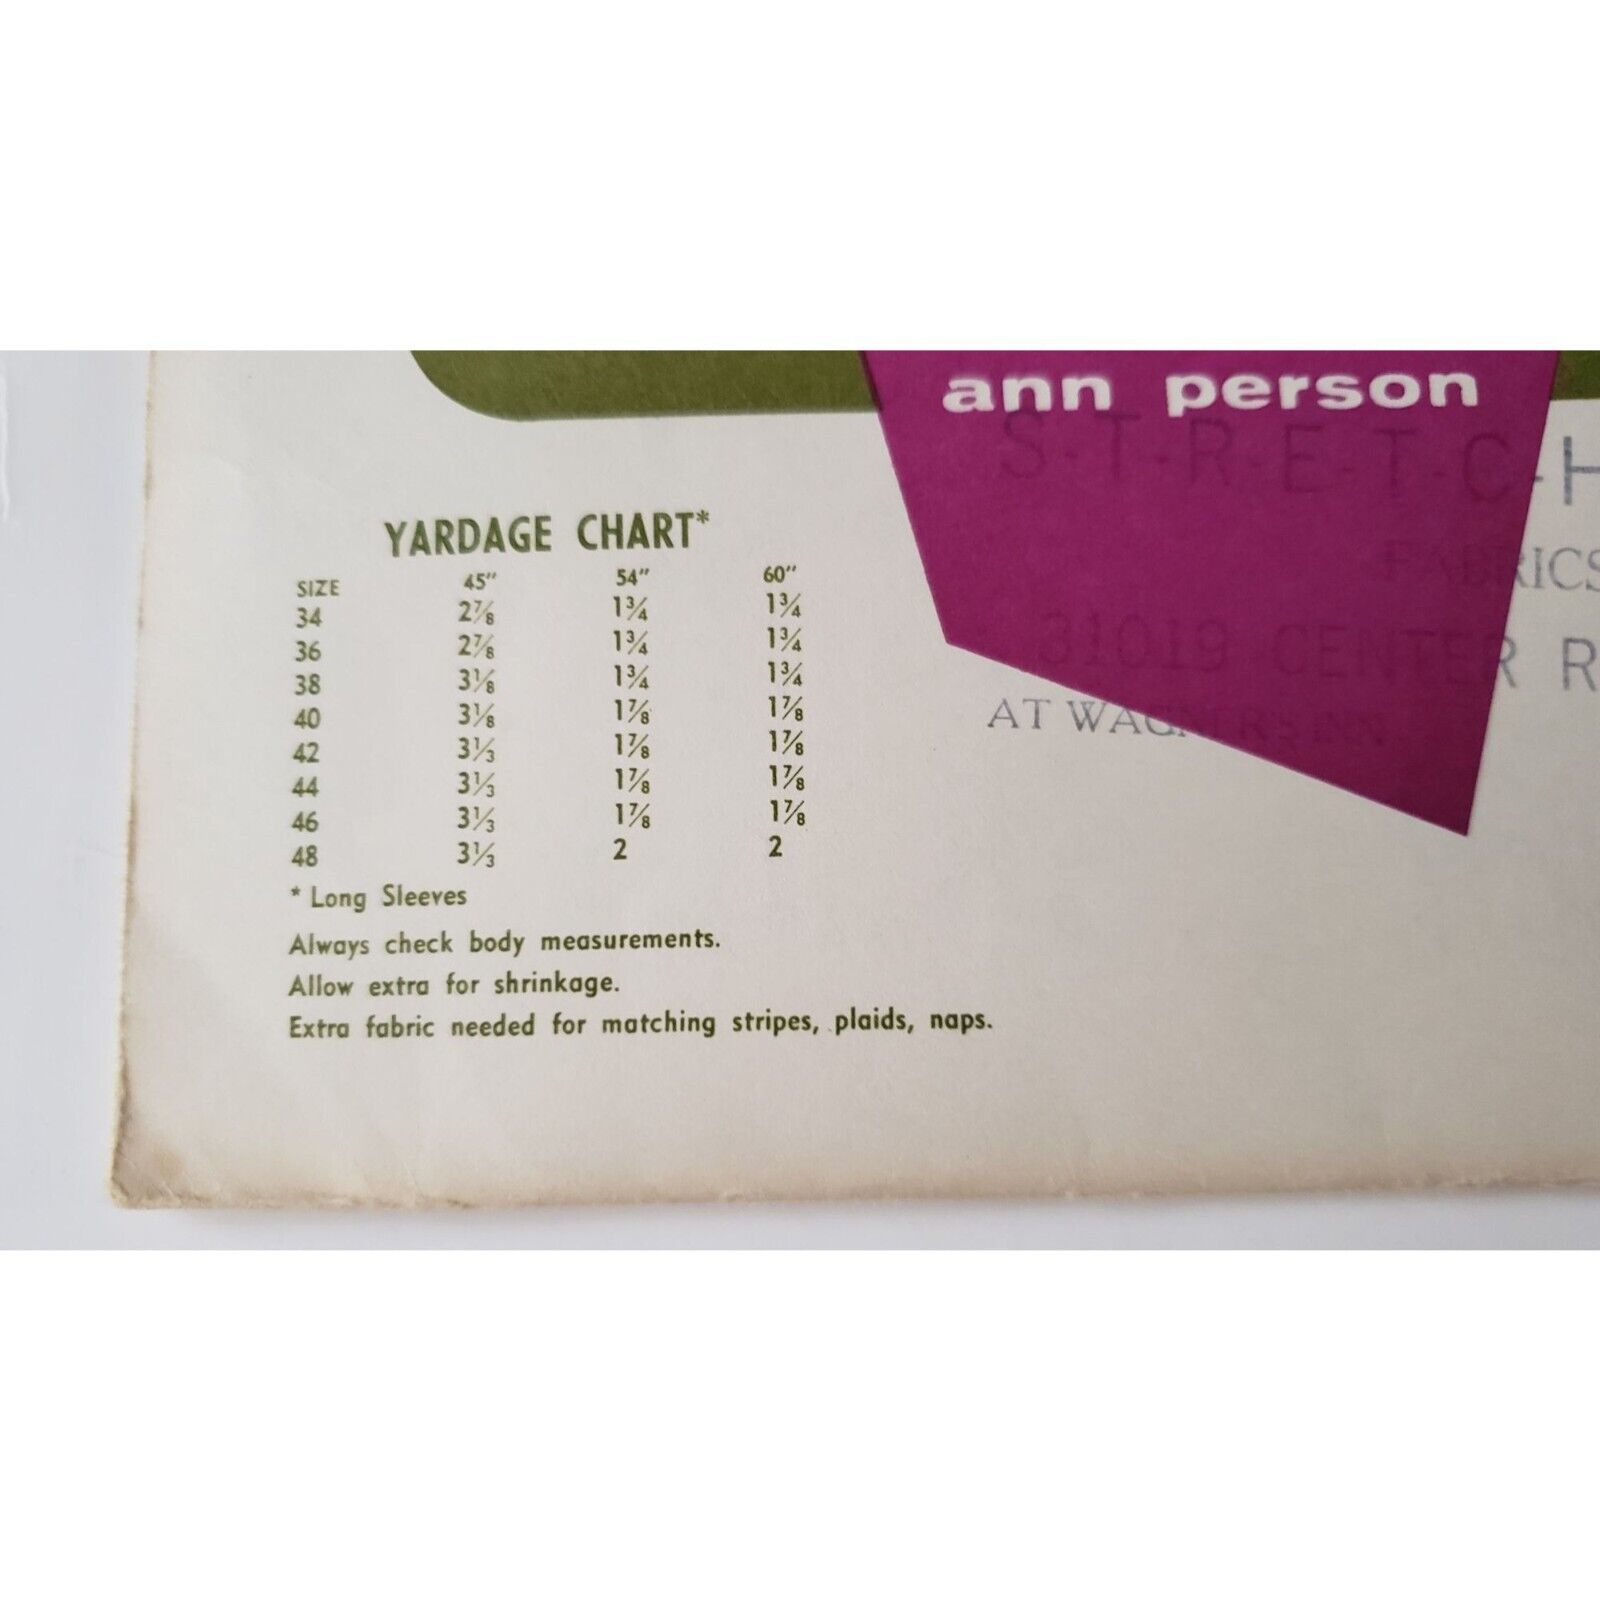 ann person
S-T-R-E-T-C-H
FABRICS
31019 CENTER R
AT WAGAR
YARDAGE CHART*
SIZE 45" 54" 60"
34 2⅞ 1¾ 1¾
36 2⅞ 1¾ 1¾
38 3⅛ 1¾ 1¾
40 3⅛ 1⅞ 1⅞
42 3⅓ 1⅞ 1⅞
44 3⅓ 1⅞ 1⅞
46 3⅓ 1⅞ 1⅞
48 3⅓ 2 2
* Long Sleeves
Always check body measurements.
Allow extra for shrinkage.
Extra fabric needed for matching stripes, plaids, naps.